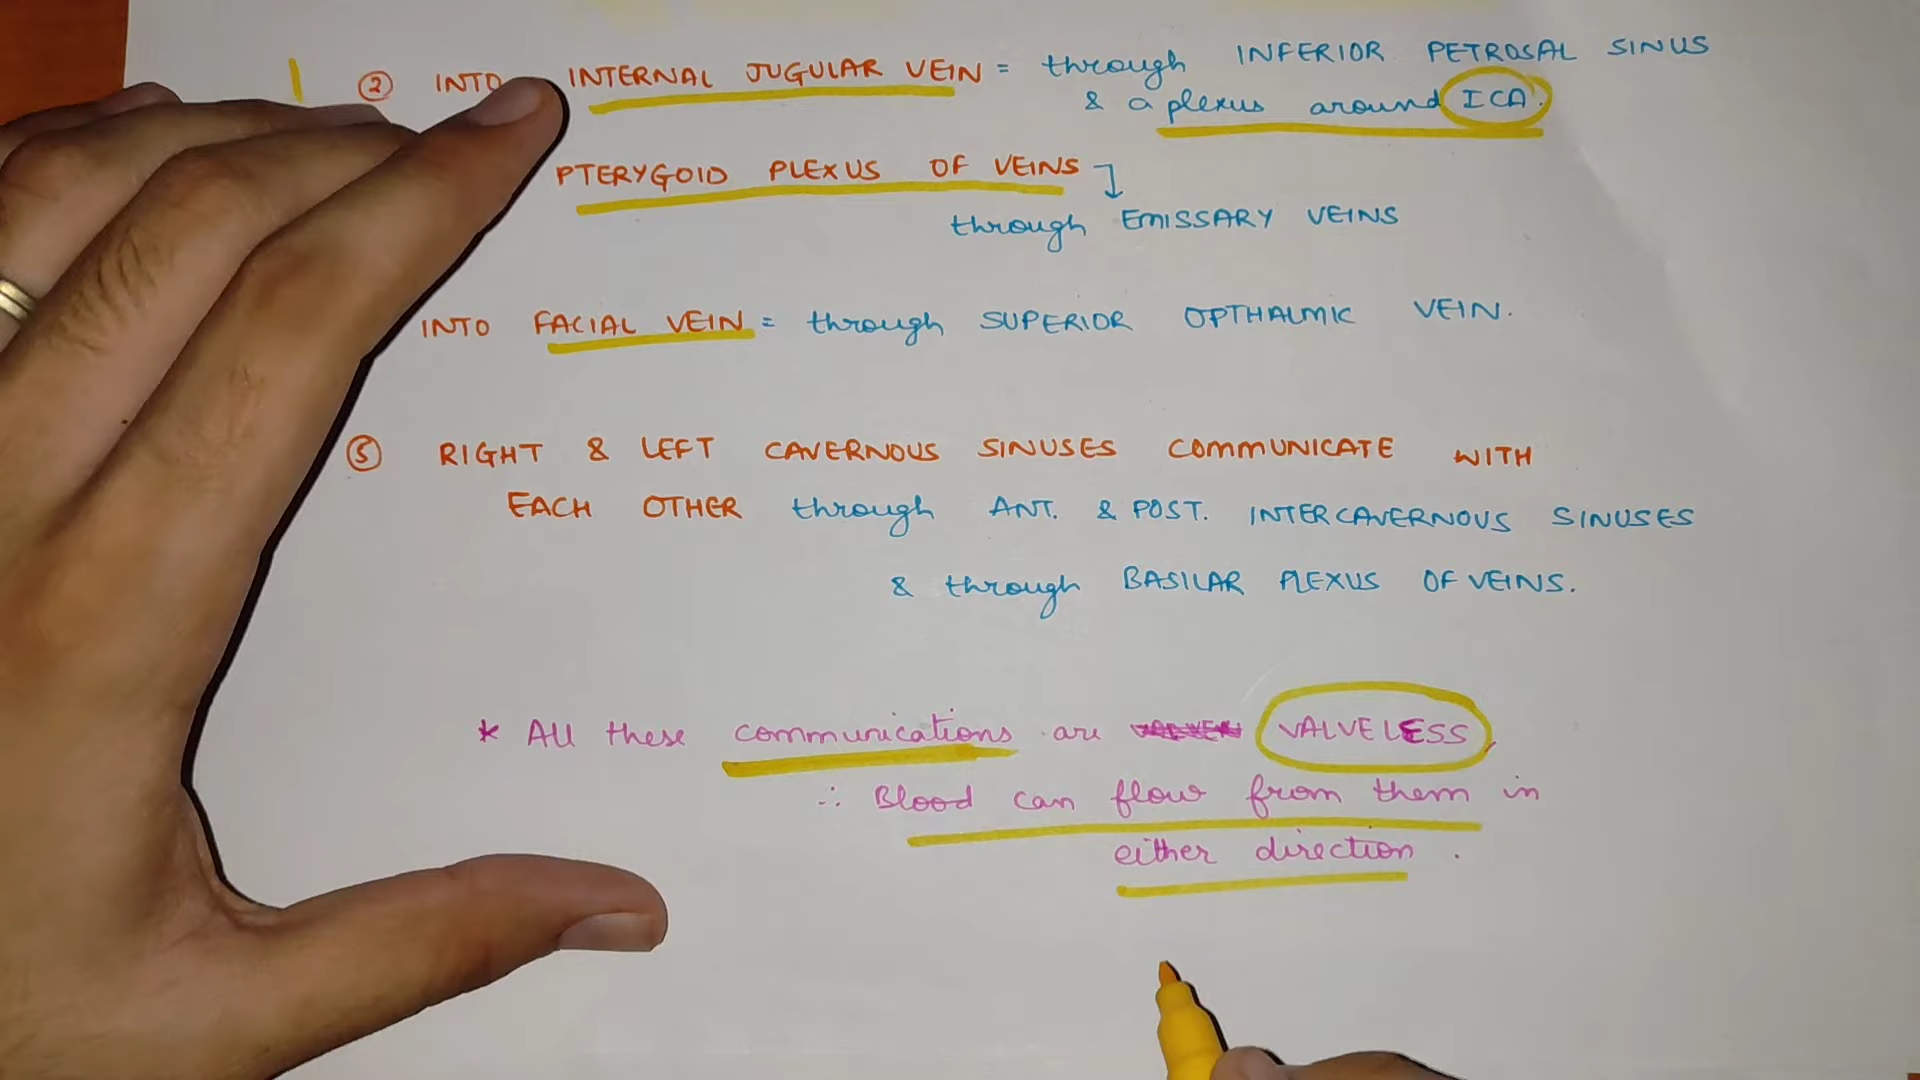 ② INTO INTERNAL JUGULAR VEIN = through INFERIOR PETROSAL SINUS
& a plexus around ICA.
PTERYGOID PLEXUS OF VEINS
through EMISSARY VEINS
INTO FACIAL VEIN = through SUPERIOR OPTHALMIC VEIN.
⑤ RIGHT & LEFT CAVERNOUS SINUSES COMMUNICATE WITH
EACH OTHER through ANT. & POST. INTERCAVERNOUS SINUSES
& through BASILAR PLEXUS OF VEINS.
* All these communications are VALVELESS,
∴ Blood can flow from them in
either direction.